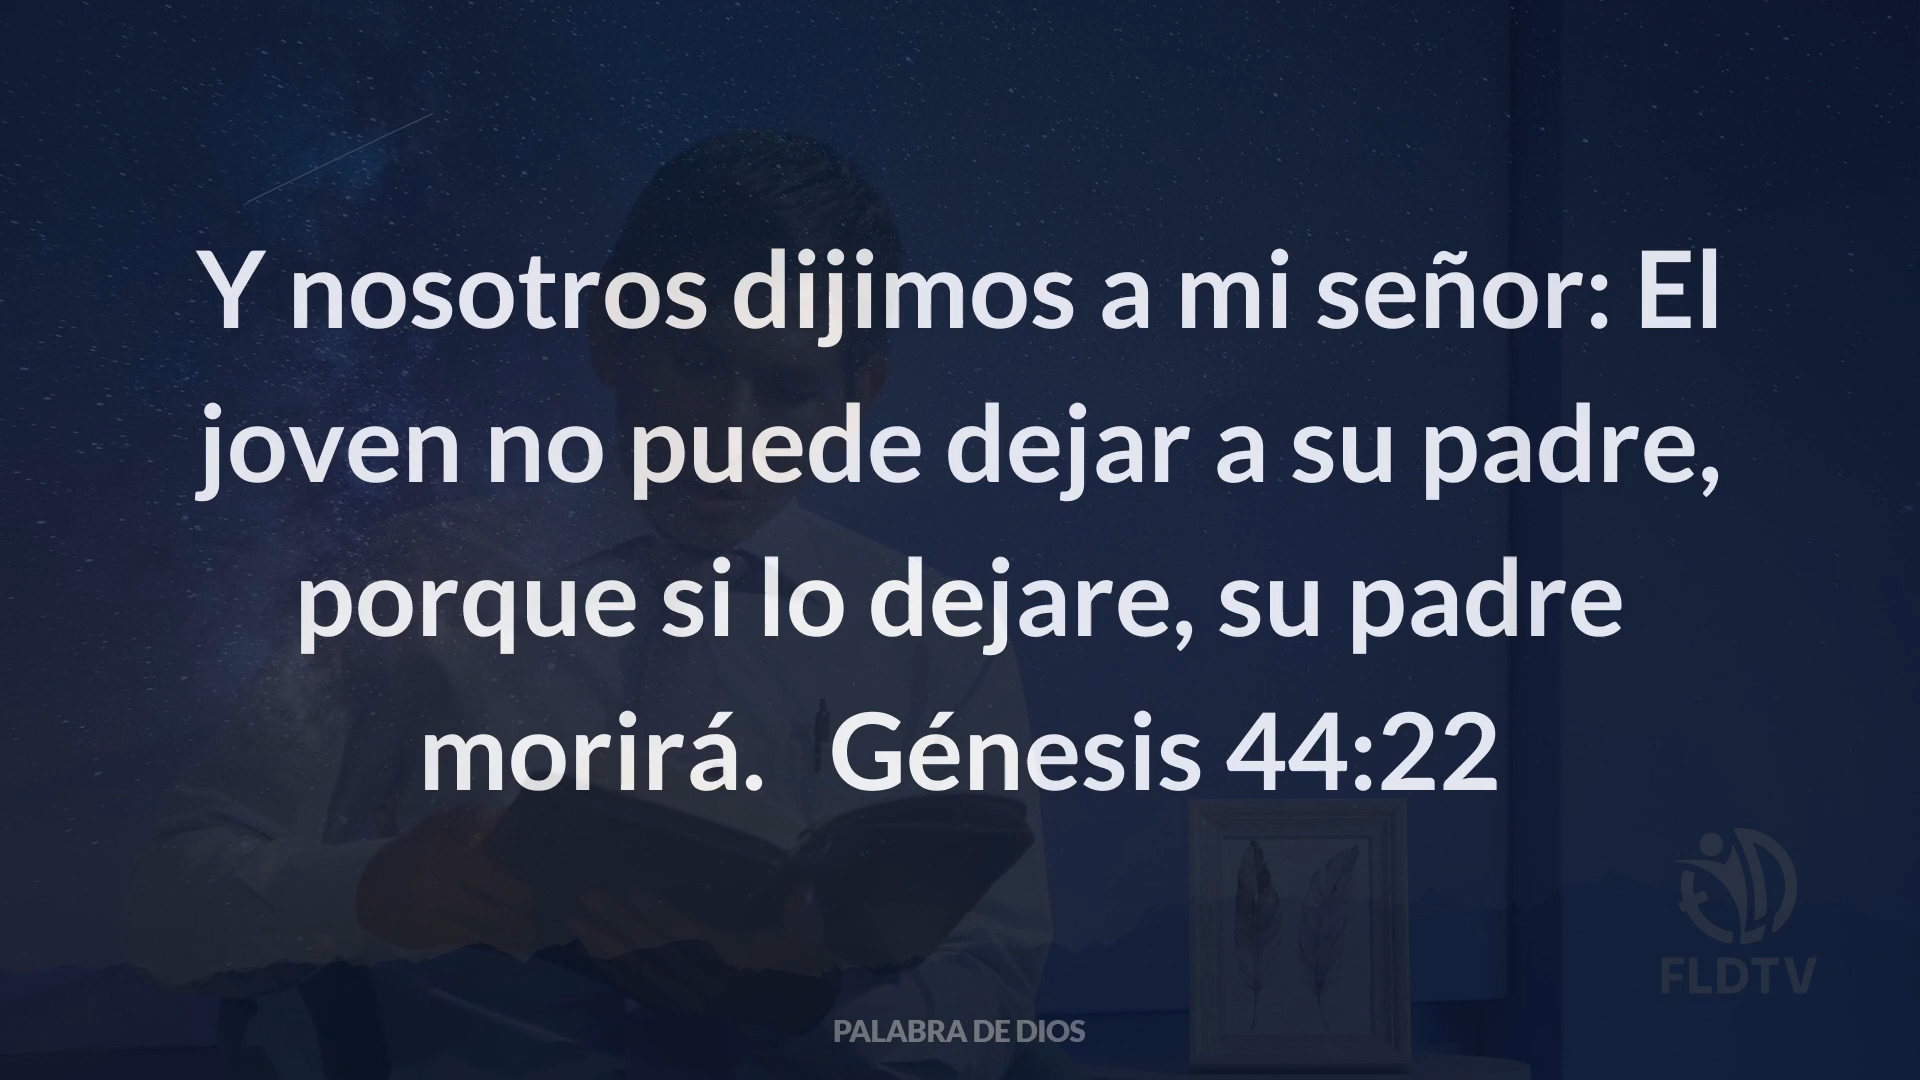 Y nosotros dijimos a mi señor: El
joven no puede dejar a su padre,
porque si lo dejare, su padre
morirá.  Génesis 44:22
FLDTV
PALABRA DE DIOS